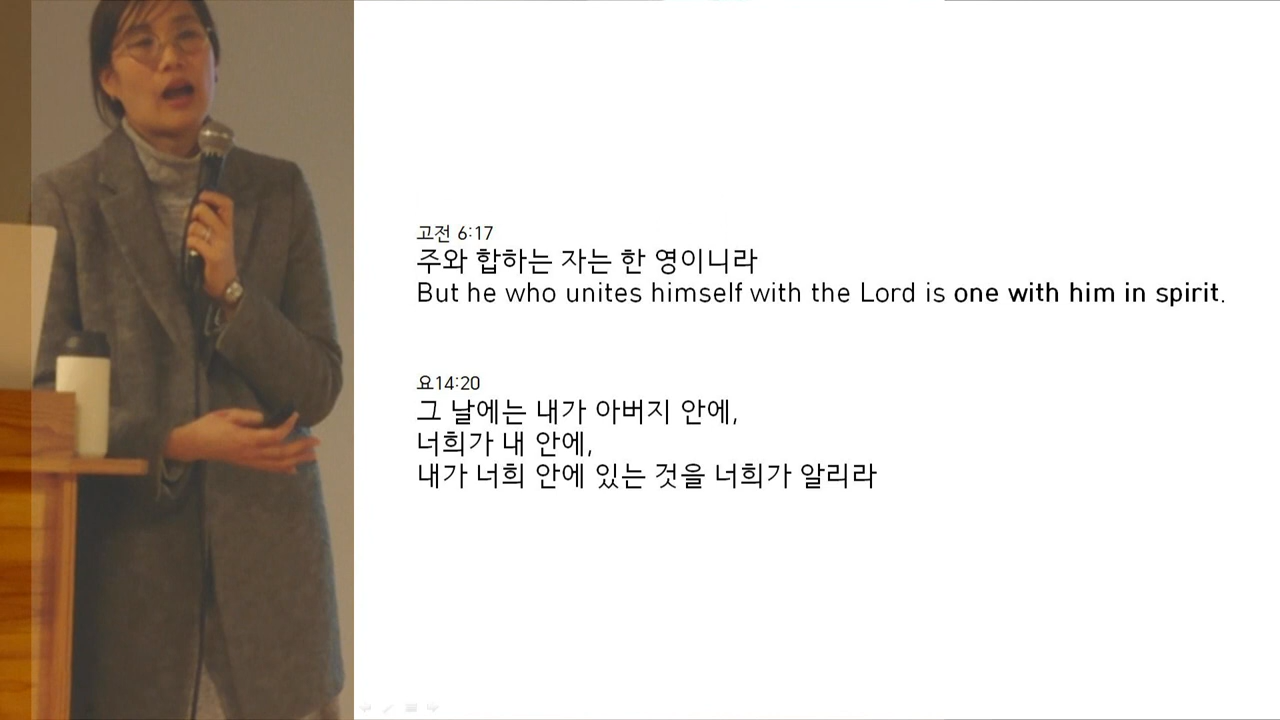 고전 6:17
주와 합하는 자는 한 영이니라
But he who unites himself with the Lord is one with him in spirit.
요14:20
그 날에는 내가 아버지 안에,
너희가 내 안에,
내가 너희 안에 있는 것을 너희가 알리라